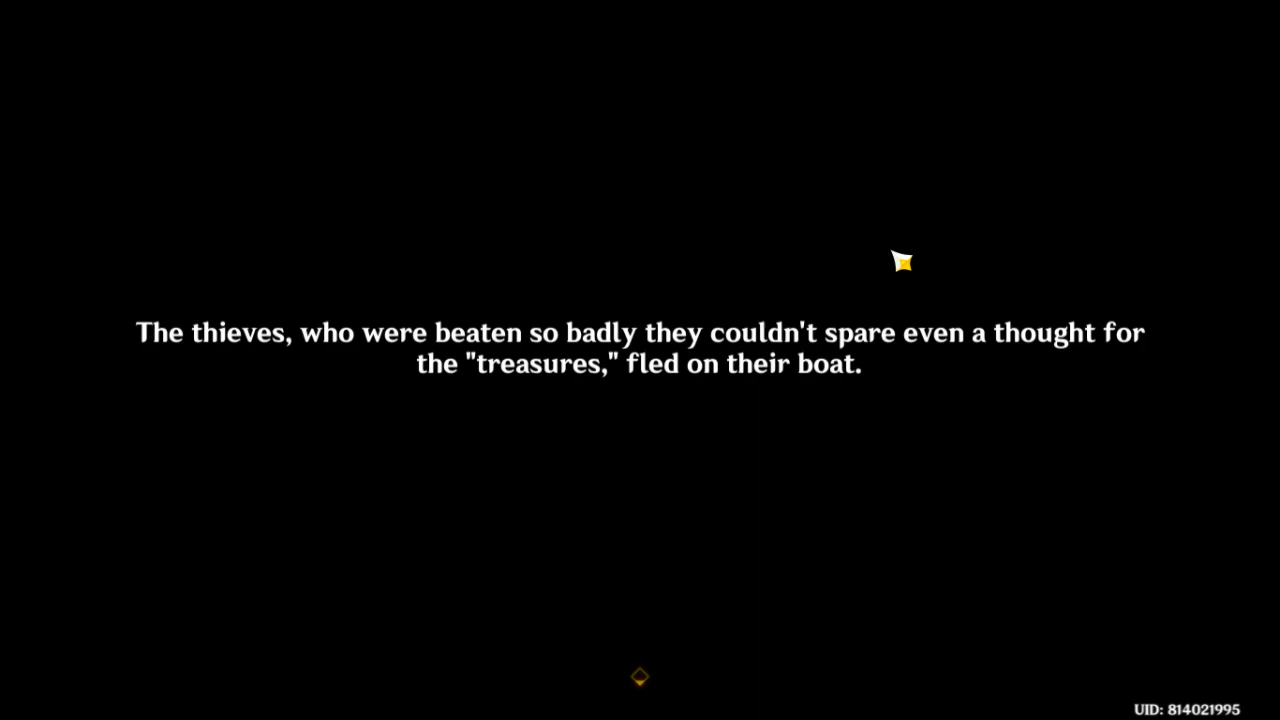 The thieves, who were beaten so badly they couldn't spare even a thought for
the "treasures," fled on their boat.
UID: 814021995